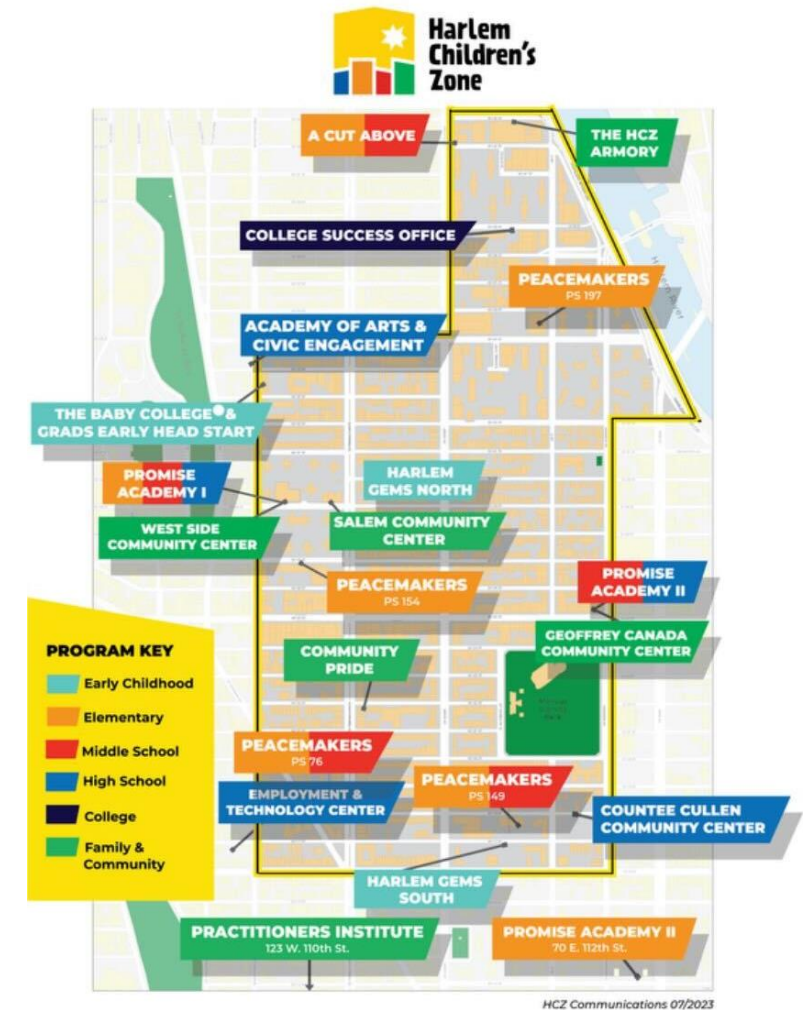 Harlem
Children's
Zone
A CUT ABOVE
THE HCZ
ARMORY
COLLEGE SUCCESS OFFICE
PEACEMAKERS
PS 197
Harlem River
ACADEMY OF ARTS &
CIVIC ENGAGEMENT
THE BABY COLLEGE® &
GRADS EARLY HEAD START
PROMISE
ACADEMY I
HARLEM
GEMS NORTH
WEST SIDE
COMMUNITY CENTER
SALEM COMMUNITY
CENTER
PEACEMAKERS
PS 154
PROMISE
ACADEMY II
GEOFFREY CANADA
COMMUNITY CENTER
COMMUNITY
PRIDE
PROGRAM KEY
Early Childhood
Elementary
Middle School
High School
College
Family &
Community
PEACEMAKERS
PS 76
EMPLOYMENT &
TECHNOLOGY CENTER
PEACEMAKERS
PS 149
COUNTEE CULLEN
COMMUNITY CENTER
HARLEM GEMS
SOUTH
PRACTITIONERS INSTITUTE
123 W. 110th St.
PROMISE ACADEMY II
70 E. 112th St.
HCZ Communications 07/2023